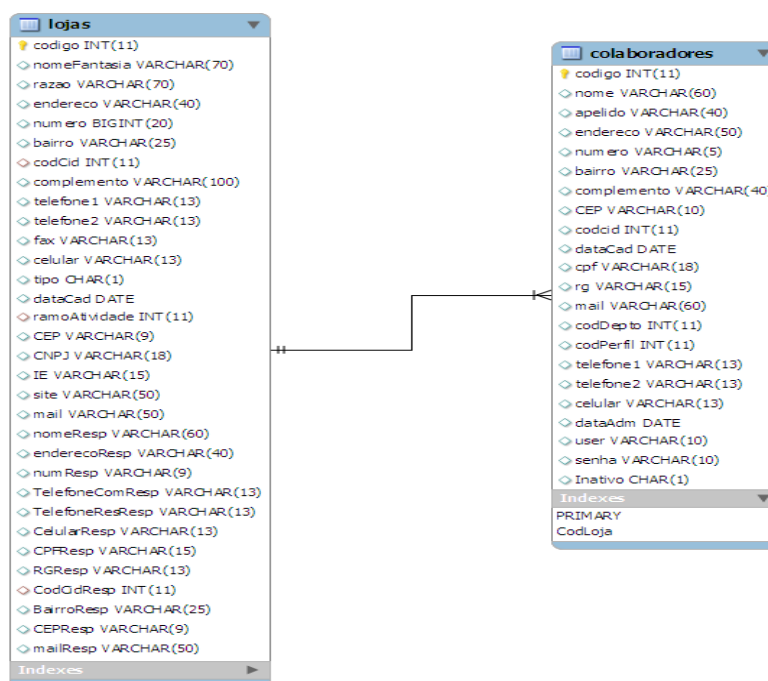 lojas
codigo INT(11)
nomeFantasia VARCHAR(70)
razao VARCHAR(70)
endereco VARCHAR(40)
numero BIGINT(20)
bairro VARCHAR(25)
codCid INT(11)
complemento VARCHAR(100)
telefone1 VARCHAR(13)
telefone2 VARCHAR(13)
fax VARCHAR(13)
celular VARCHAR(13)
tipo CHAR(1)
dataCad DATE
ramoAtividade INT(11)
CEP VARCHAR(9)
CNPJ VARCHAR(18)
IE VARCHAR(15)
site VARCHAR(50)
mail VARCHAR(50)
nomeResp VARCHAR(60)
enderecoResp VARCHAR(40)
numResp VARCHAR(9)
TelefoneComResp VARCHAR(13)
TelefoneResResp VARCHAR(13)
CelularResp VARCHAR(13)
CPFResp VARCHAR(15)
RGResp VARCHAR(13)
CodCidResp INT(11)
BairroResp VARCHAR(25)
CEPResp VARCHAR(9)
mailResp VARCHAR(50)
Indexes
colaboradores
codigo INT(11)
nome VARCHAR(60)
apelido VARCHAR(40)
endereco VARCHAR(50)
numero VARCHAR(5)
bairro VARCHAR(25)
complemento VARCHAR(40)
CEP VARCHAR(10)
codcid INT(11)
dataCad DATE
cpf VARCHAR(18)
rg VARCHAR(15)
mail VARCHAR(60)
codDepto INT(11)
codPerfil INT(11)
telefone1 VARCHAR(13)
telefone2 VARCHAR(13)
celular VARCHAR(13)
dataAdm DATE
user VARCHAR(10)
senha VARCHAR(10)
Inativo CHAR(1)
Indexes
PRIMARY
CodLoja